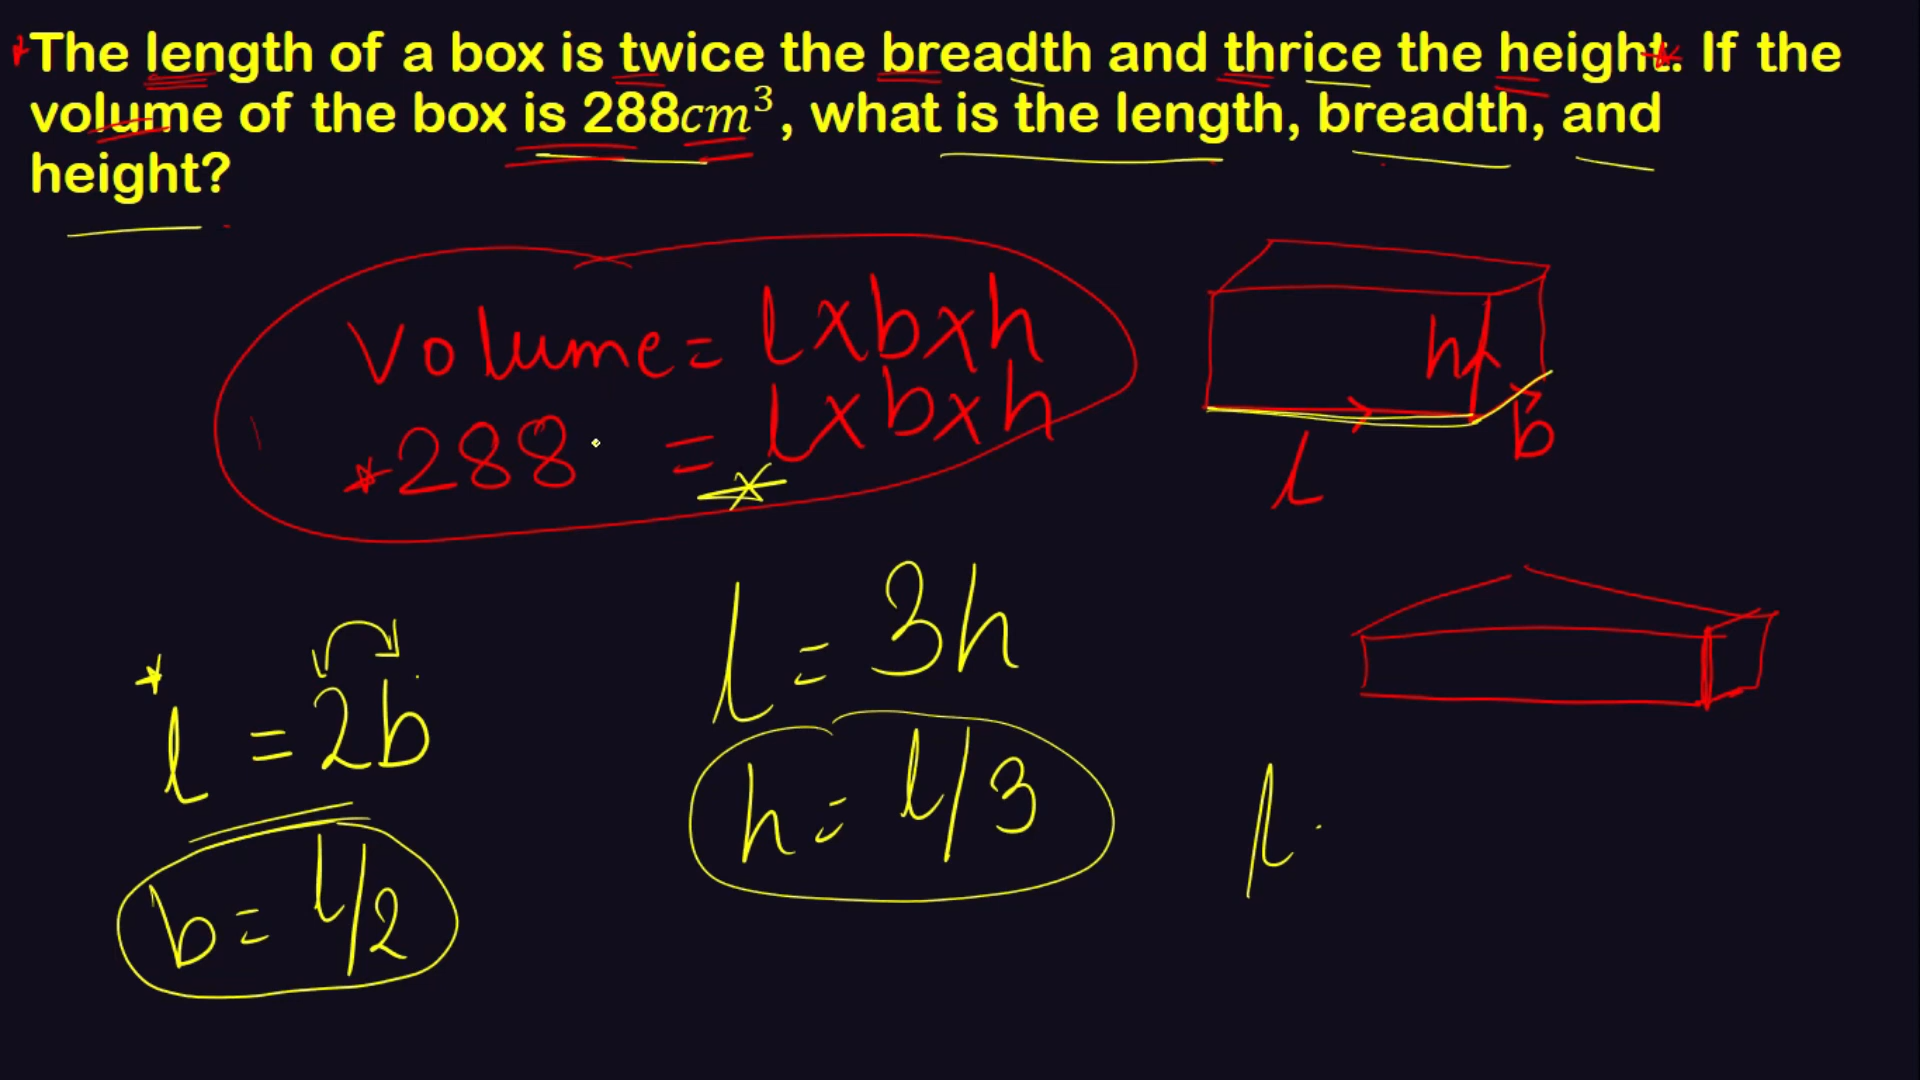 The length of a box is twice the breadth and thrice the height. If the
volume of the box is 288cm³, what is the length, breadth, and
height?
Volume = l×b×h
*288 = l×b×h
h
b
l
l = 2b
b = l/2
l = 3h
h = l/3
l